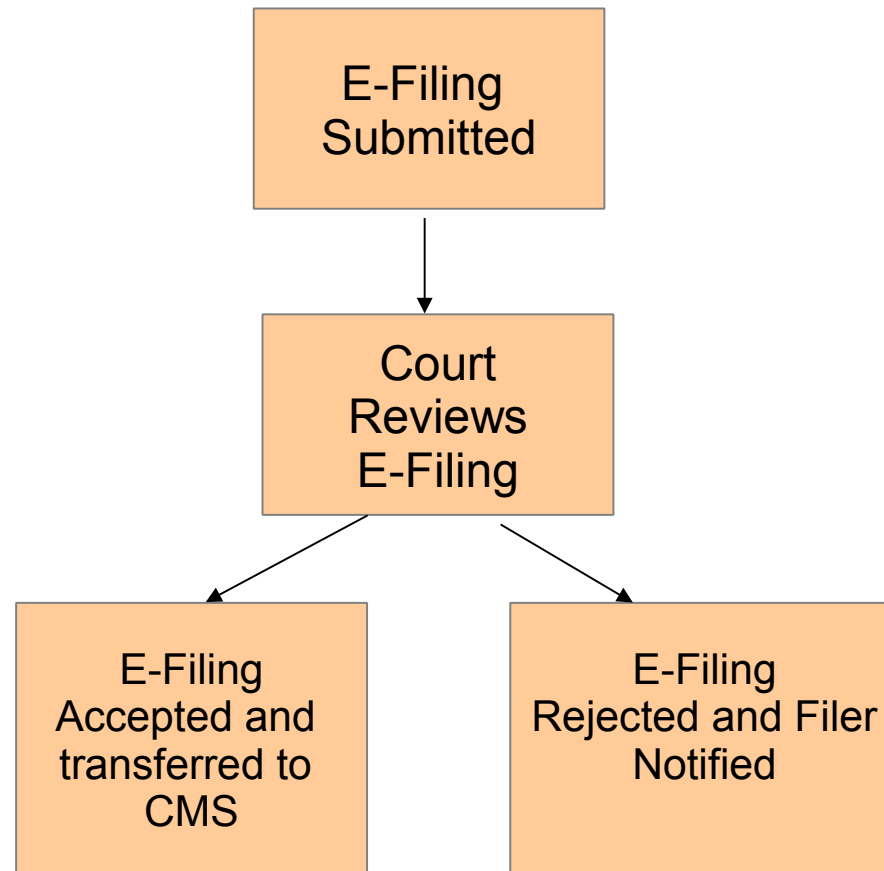 E-Filing
Submitted
Court
Reviews
E-Filing
E-Filing
Accepted and
transferred to
CMS
E-Filing
Rejected and Filer
Notified